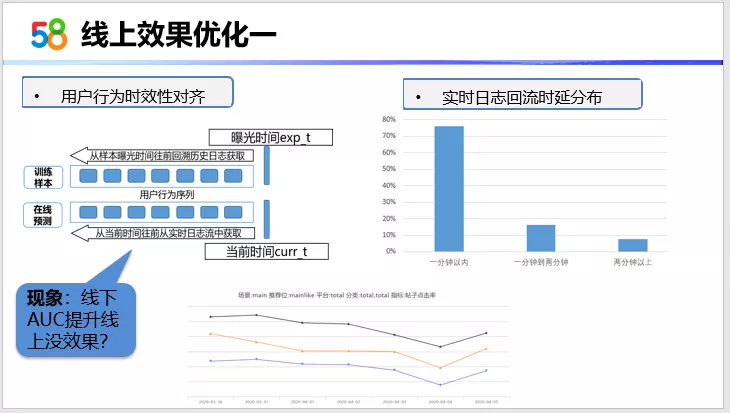 58 线上效果优化一
• 用户行为时效性对齐
曝光时间exp_t
从样本曝光时间往前回溯历史日志获取
训练
样本
用户行为序列
在线
预测
从当前时间往前从实时日志流中获取
当前时间curr_t
现象：线下
AUC提升线
上没效果?
• 实时日志回流时延分布
80%
70%
60%
50%
40%
30%
20%
10%
0%
一分钟以内 一分钟到两分钟 两分钟以上
场景:main 推荐位:mainlike 平台:total 分类:total,total 指标:帖子点击率
2020-03-30 2020-03-31 2020-04-01 2020-04-02 2020-04-03 2020-04-04 2020-04-05